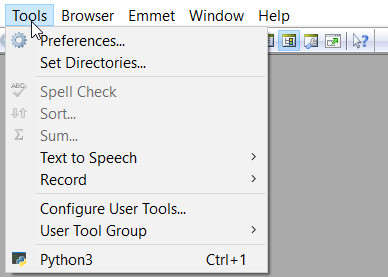 Tools Browser Emmet Window Help
Preferences...
Set Directories...
ABC Spell Check
Sort...
Σ Sum...
Text to Speech
Record
Configure User Tools...
User Tool Group
Python3 Ctrl+1